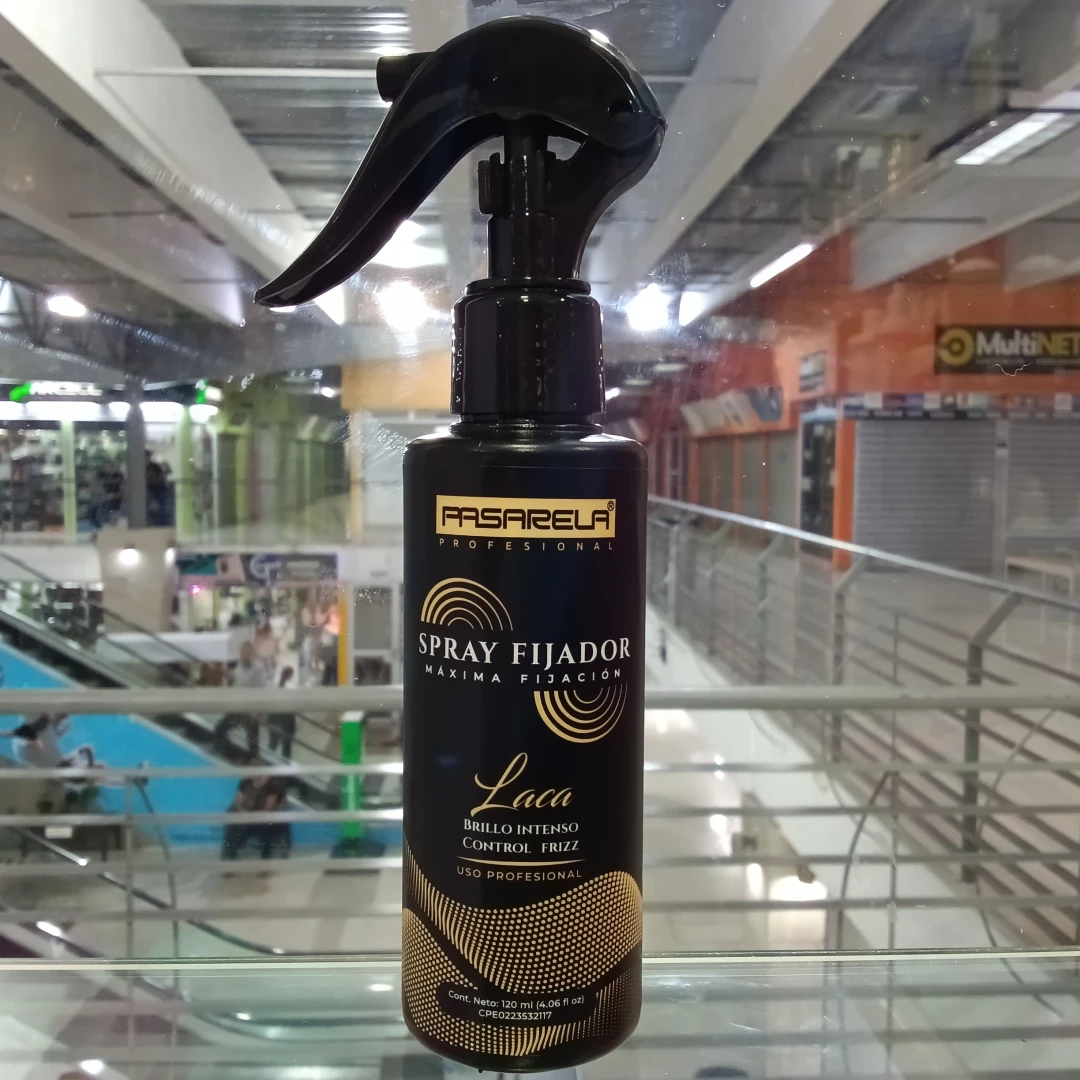 MultiNET
PASARELA®
PROFESIONAL
SPRAY FIJADOR
MÁXIMA FIJACIÓN
Laca
BRILLO INTENSO
CONTROL FRIZZ
USO PROFESIONAL
Cont. Neto: 120 ml (4.06 fl oz)
CPE0223532117